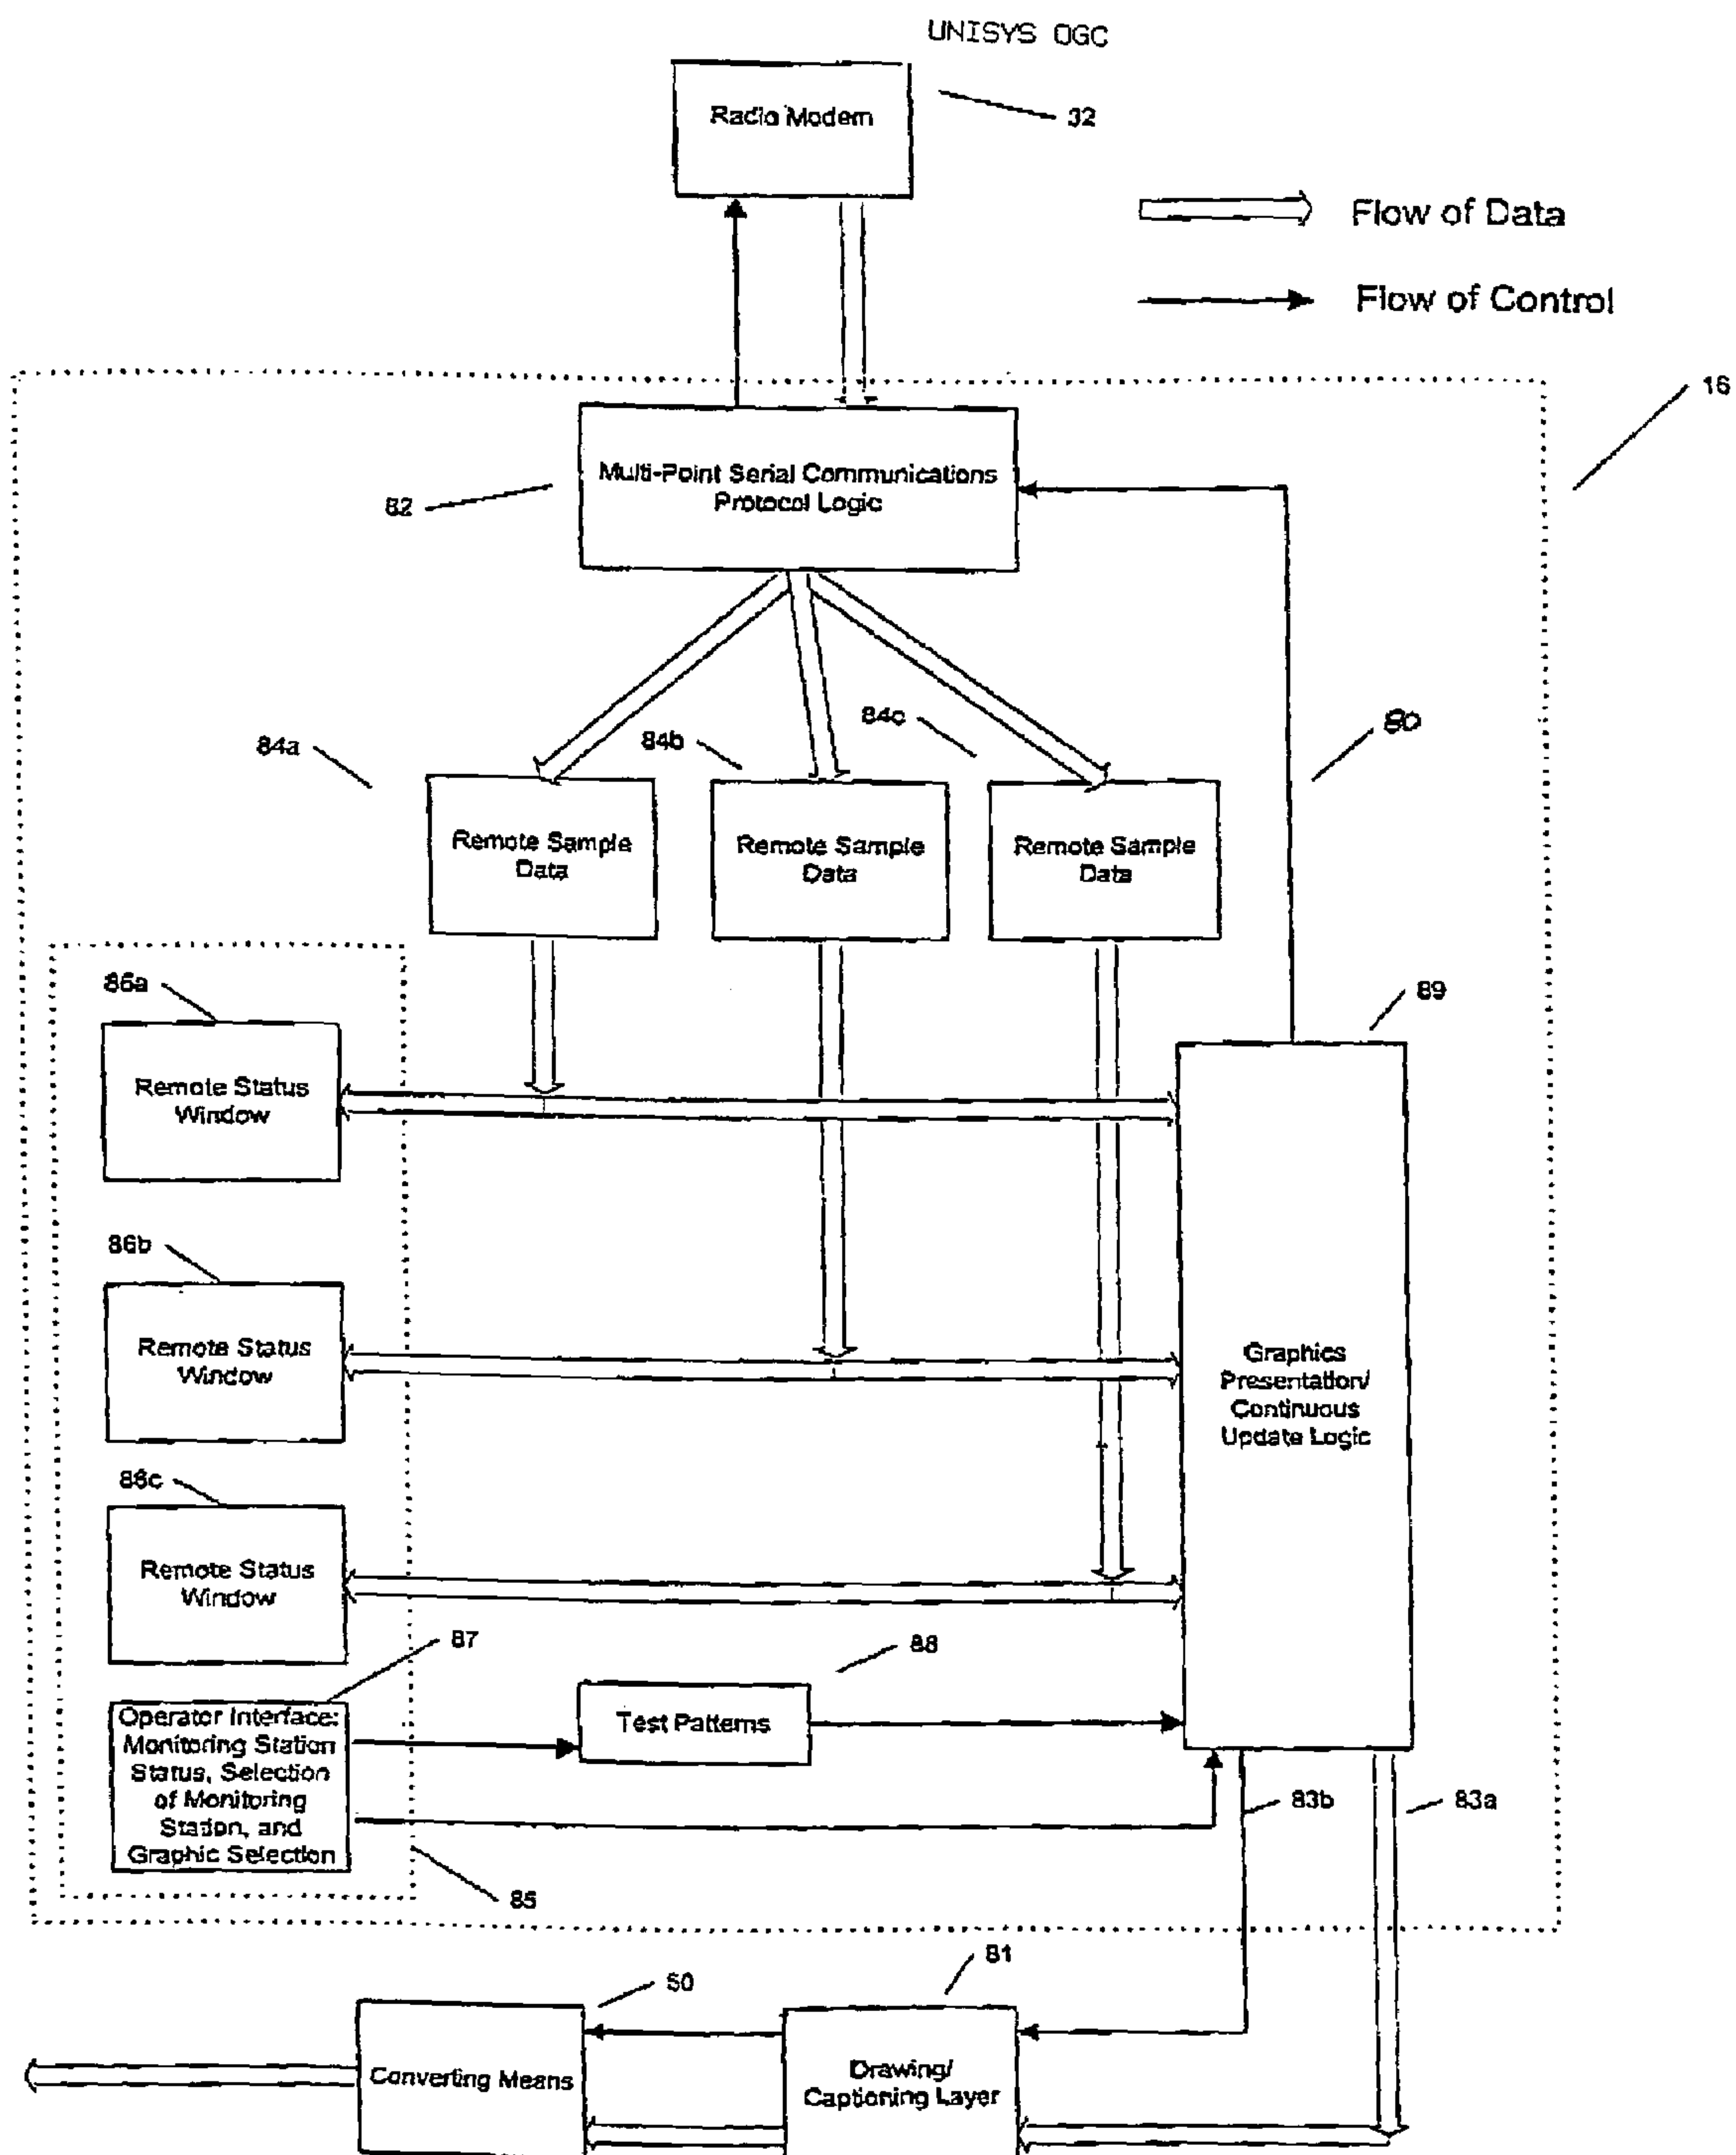 UNISYS OGC
Radio Modem
32
Flow of Data
Flow of Control
16
Multi-Point Serial Communications
Protocol Logic
82
80
84a
84b
84c
Remote Sample
Data
Remote Sample
Data
Remote Sample
Data
86a
89
Remote Status
Window
86b
Remote Status
Window
Graphics
Presentation/
Continuous
Update Logic
86c
Remote Status
Window
87
88
Operator Interface:
Monitoring Station
Status, Selection
of Monitoring
Station, and
Graphic Selection
Test Patterns
83b
83a
85
81
50
Converting Means
Drawing/
Captioning Layer